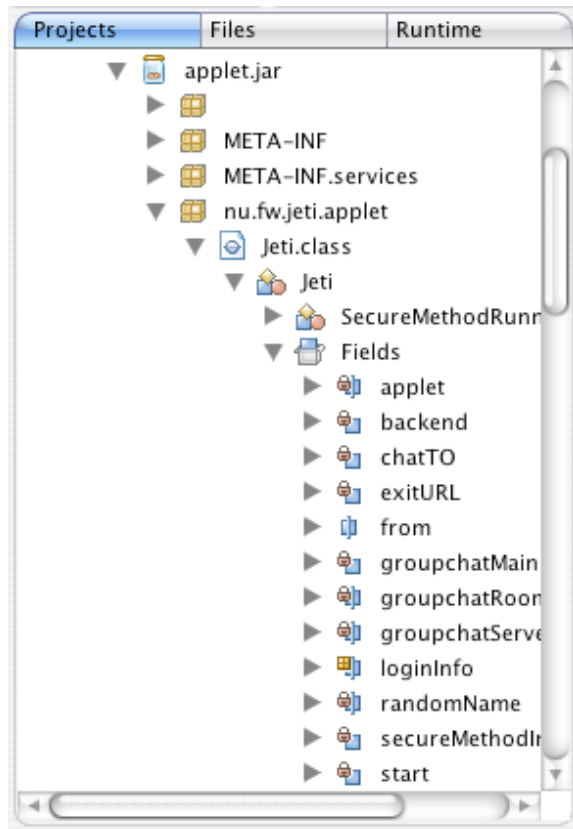 Projects Files Runtime
applet.jar
META-INF
META-INF.services
nu.fw.jeti.applet
Jeti.class
Jeti
SecureMethodRunn
Fields
applet
backend
chatTO
exitURL
from
groupchatMain
groupchatRoon
groupchatServe
loginInfo
randomName
secureMethodIr
start